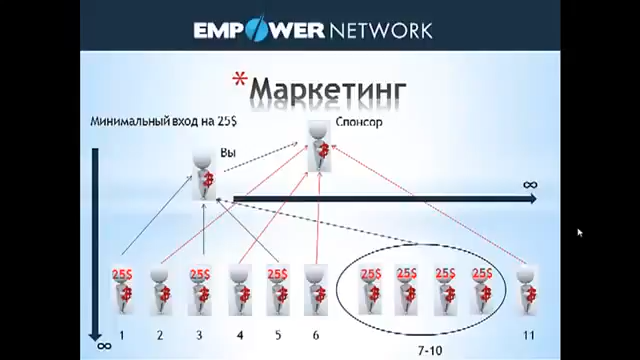 EMPOWER NETWORK
*Маркетинг
Минимальный вход на 25$
Спонсор
Вы
∞
25$ 25$ 25$ 25$ 25$ 25$ 25$
1 2 3 4 5 6 7-10 11
∞